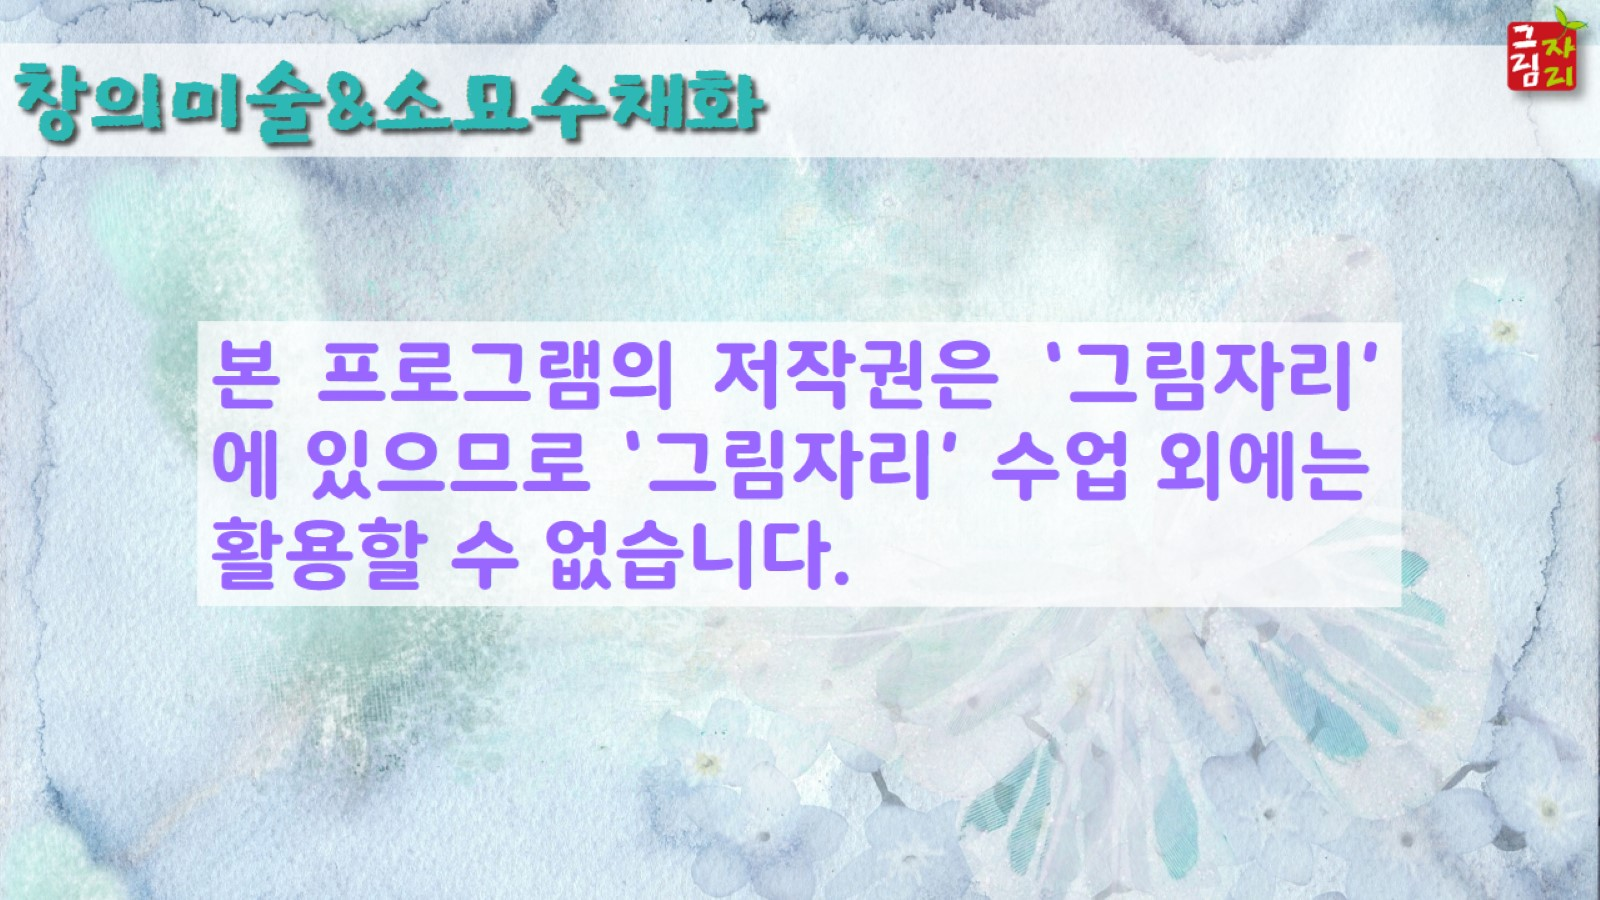 창의미술&소묘수채화
그림
자리
본 프로그램의 저작권은 '그림자리'
에 있으므로 '그림자리' 수업 외에는
활용할 수 없습니다.